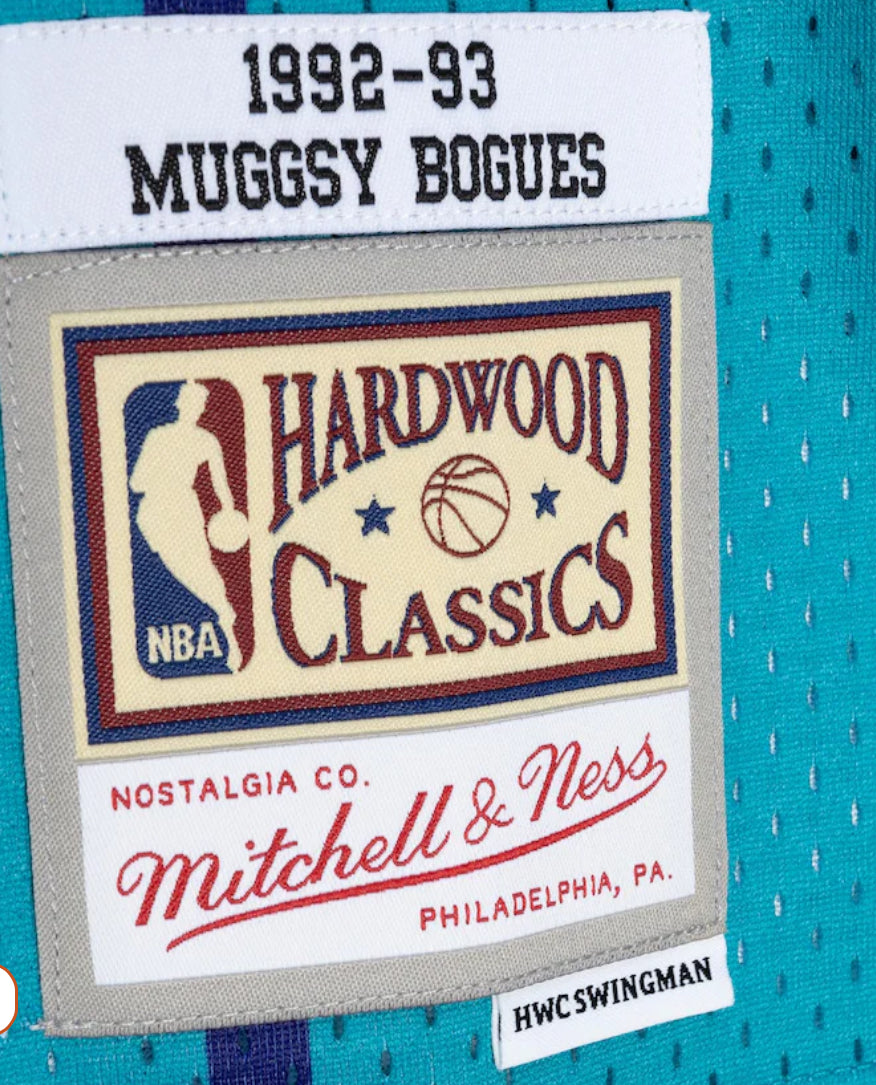 1992-93
MUGGSY BOGUES
HARDWOOD
CLASSICS
NBA
NOSTALGIA CO.
Mitchell & Ness
PHILADELPHIA, PA.
HWC SWINGMAN